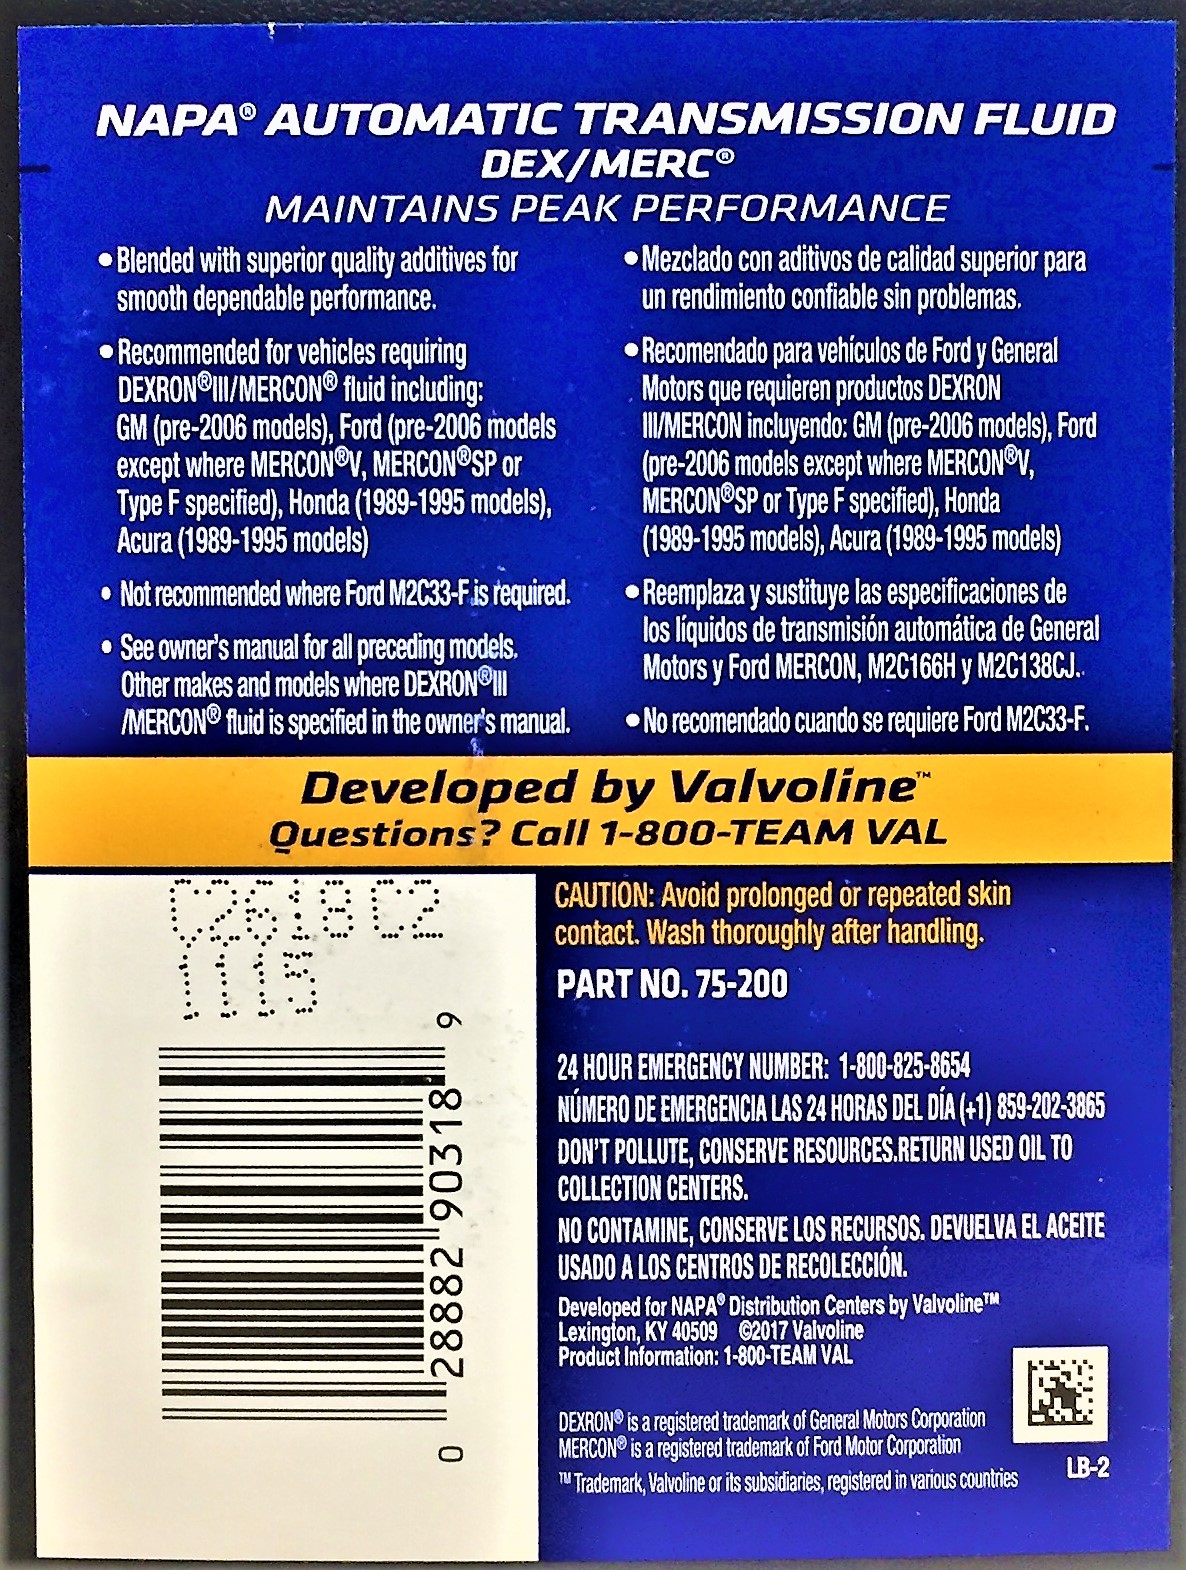 NAPA® AUTOMATIC TRANSMISSION FLUID
DEX/MERC®
MAINTAINS PEAK PERFORMANCE
• Blended with superior quality additives for
smooth dependable performance.
• Recommended for vehicles requiring
DEXRON®III/MERCON® fluid including:
GM (pre-2006 models), Ford (pre-2006 models
except where MERCON®V, MERCON®SP or
Type F specified), Honda (1989-1995 models),
Acura (1989-1995 models)
• Not recommended where Ford M2C33-F is required.
• See owner's manual for all preceding models.
Other makes and models where DEXRON®III
/MERCON® fluid is specified in the owner's manual.
• Mezclado con aditivos de calidad superior para
un rendimiento confiable sin problemas.
• Recomendado para vehículos de Ford y General
Motors que requieren productos DEXRON
III/MERCON incluyendo: GM (pre-2006 models), Ford
(pre-2006 models except where MERCON®V,
MERCON®SP or Type F specified), Honda
(1989-1995 models), Acura (1989-1995 models)
• Reemplaza y sustituye las especificaciones de
los líquidos de transmisión automática de General
Motors y Ford MERCON, M2C166H y M2C138CJ..
• No recomendado cuando se requiere Ford M2C33-F.
Developed by Valvoline™
Questions? Call 1-800-TEAM VAL
C2618C2
1115
0 28882 90318 9
CAUTION: Avoid prolonged or repeated skin
contact. Wash thoroughly after handling.
PART NO. 75-200
24 HOUR EMERGENCY NUMBER: 1-800-825-8654
NÚMERO DE EMERGENCIA LAS 24 HORAS DEL DÍA (+1) 859-202-3865
DON'T POLLUTE, CONSERVE RESOURCES.RETURN USED OIL TO
COLLECTION CENTERS.
NO CONTAMINE, CONSERVE LOS RECURSOS. DEVUELVA EL ACEITE
USADO A LOS CENTROS DE RECOLECCIÓN.
Developed for NAPA® Distribution Centers by Valvoline™
Lexington, KY 40509 ©2017 Valvoline
Product Information: 1-800-TEAM VAL
DEXRON® is a registered trademark of General Motors Corporation
MERCON® is a registered trademark of Ford Motor Corporation
™ Trademark, Valvoline or its subsidiaries, registered in various countries
LB-2